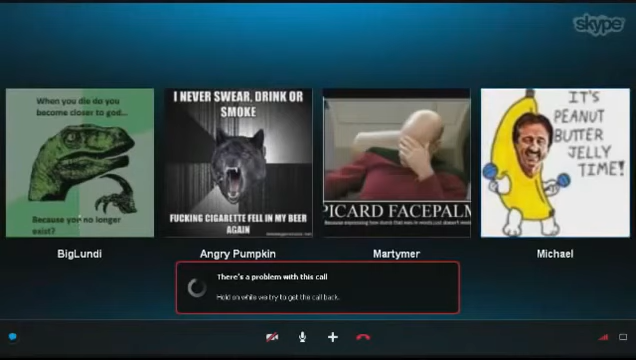 skype
When you die do you
become closer to god...
Because you no longer
exist?
I NEVER SWEAR, DRINK OR
SMOKE
FUCKING CIGARETTE FELL IN MY BEER
AGAIN
PICARD FACEPALM
IT'S
PEANUT
BUTTER
JELLY
TIME!
BigLundi
Angry Pumpkin
Martymer
Michael
There's a problem with this call
Hold on while we try to get the call back.